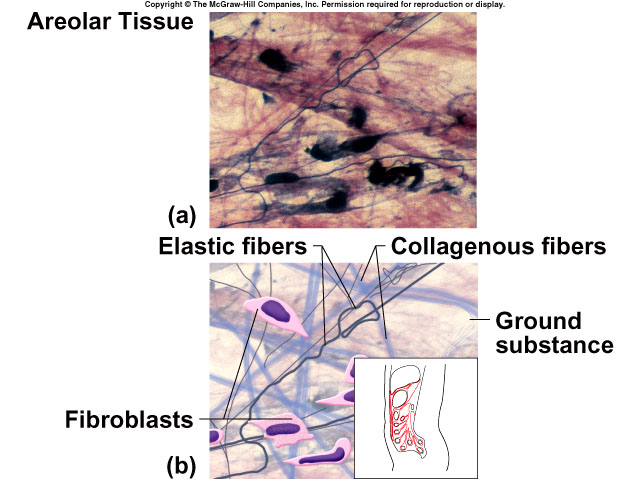 Copyright © The McGraw-Hill Companies, Inc. Permission required for reproduction or display.
Areolar Tissue
(a)
Elastic fibers
Collagenous fibers
Ground
substance
Fibroblasts
(b)